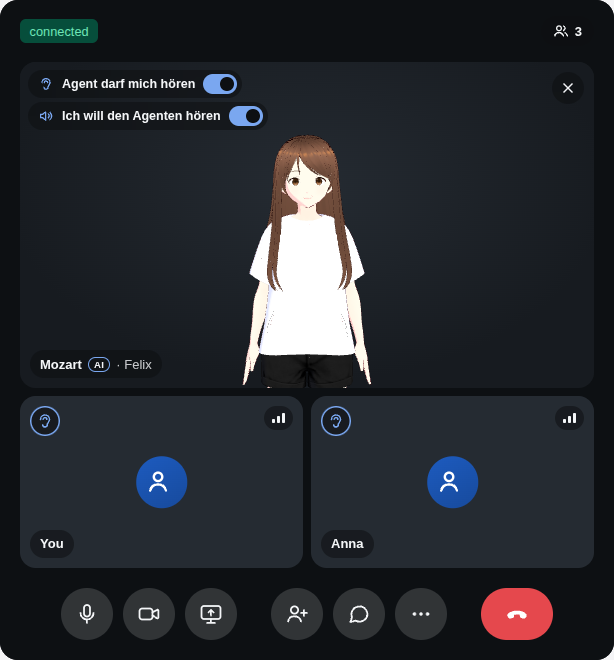 connected
3
Agent darf mich hören
Ich will den Agenten hören
Mozart AI · Felix
You
Anna